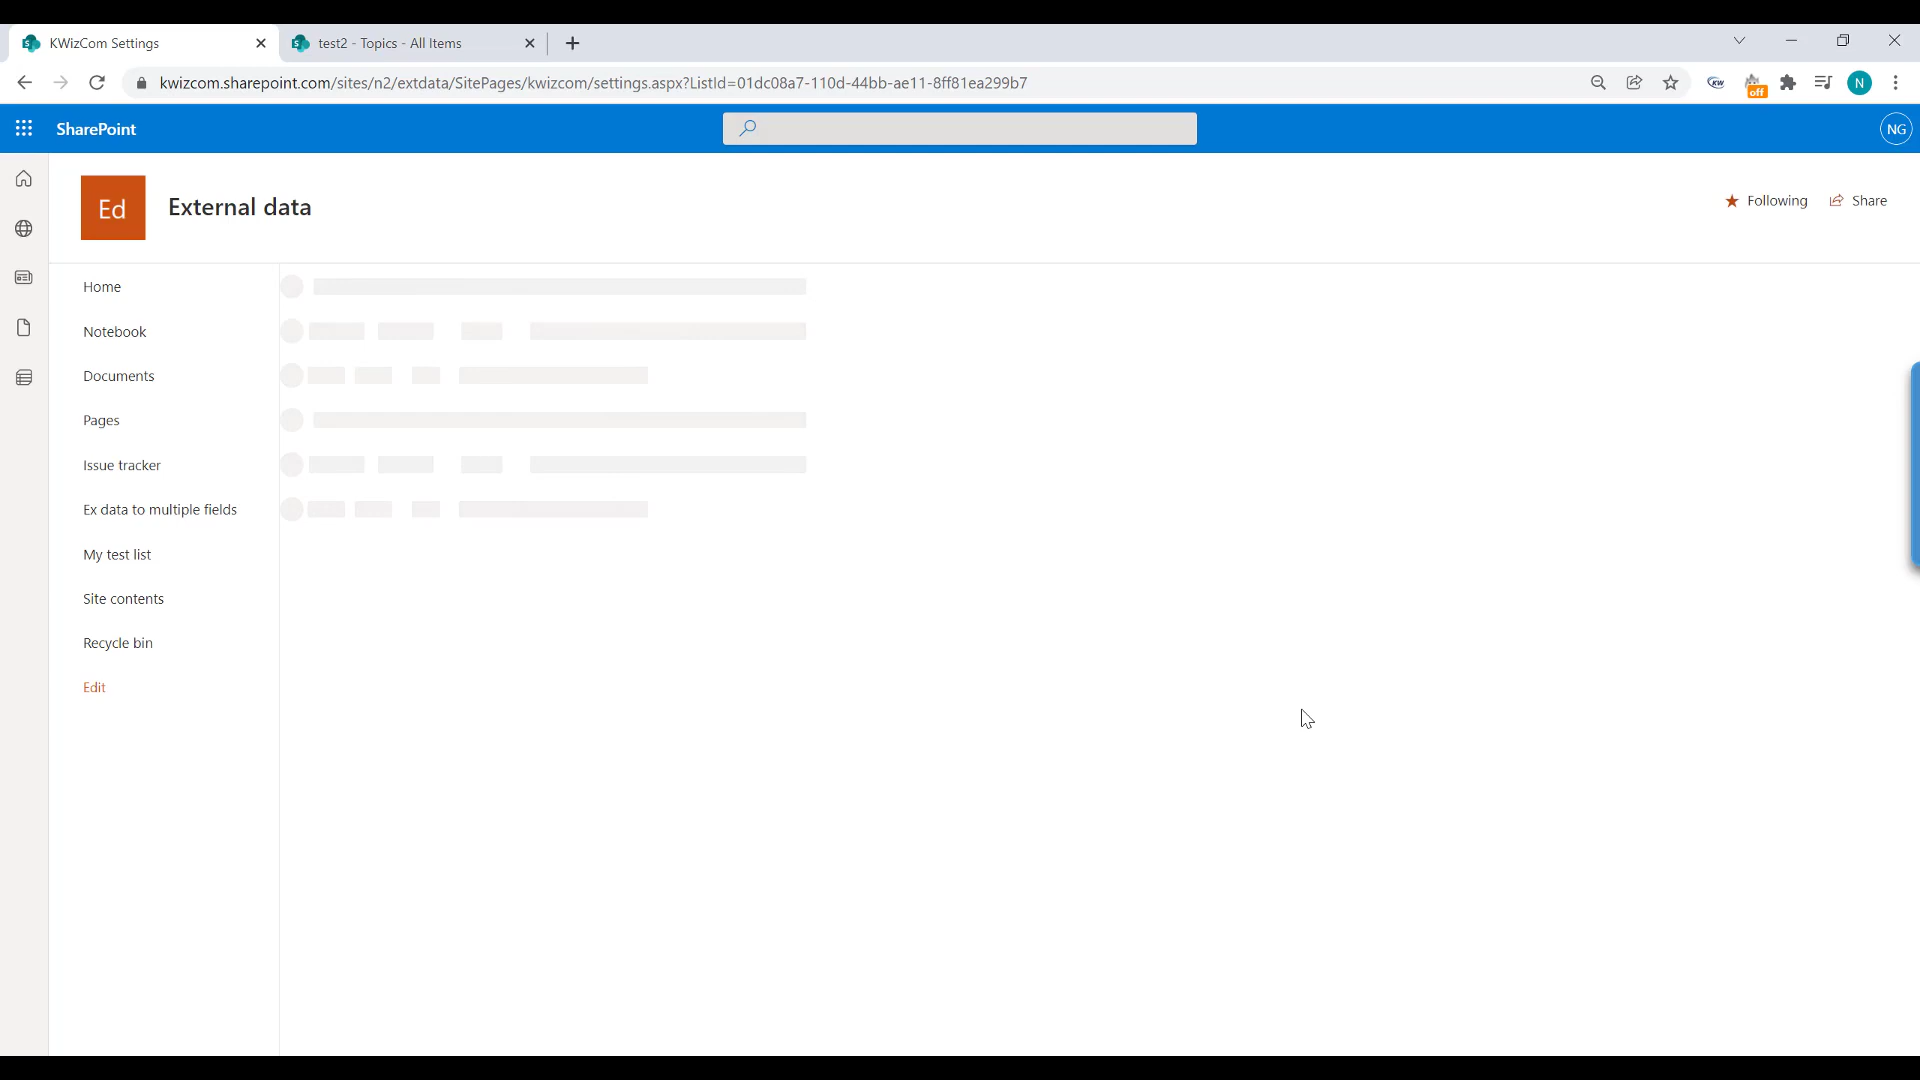 KWizCom Settings
test2 - Topics - All Items
kwizcom.sharepoint.com/sites/n2/extdata/SitePages/kwizcom/settings.aspx?ListId=01dc08a7-110d-44bb-ae11-8ff81ea299b7
KW
off
N
SharePoint
NG
Ed
External data
Following
Share
Home
Notebook
Documents
Pages
Issue tracker
Ex data to multiple fields
My test list
Site contents
Recycle bin
Edit